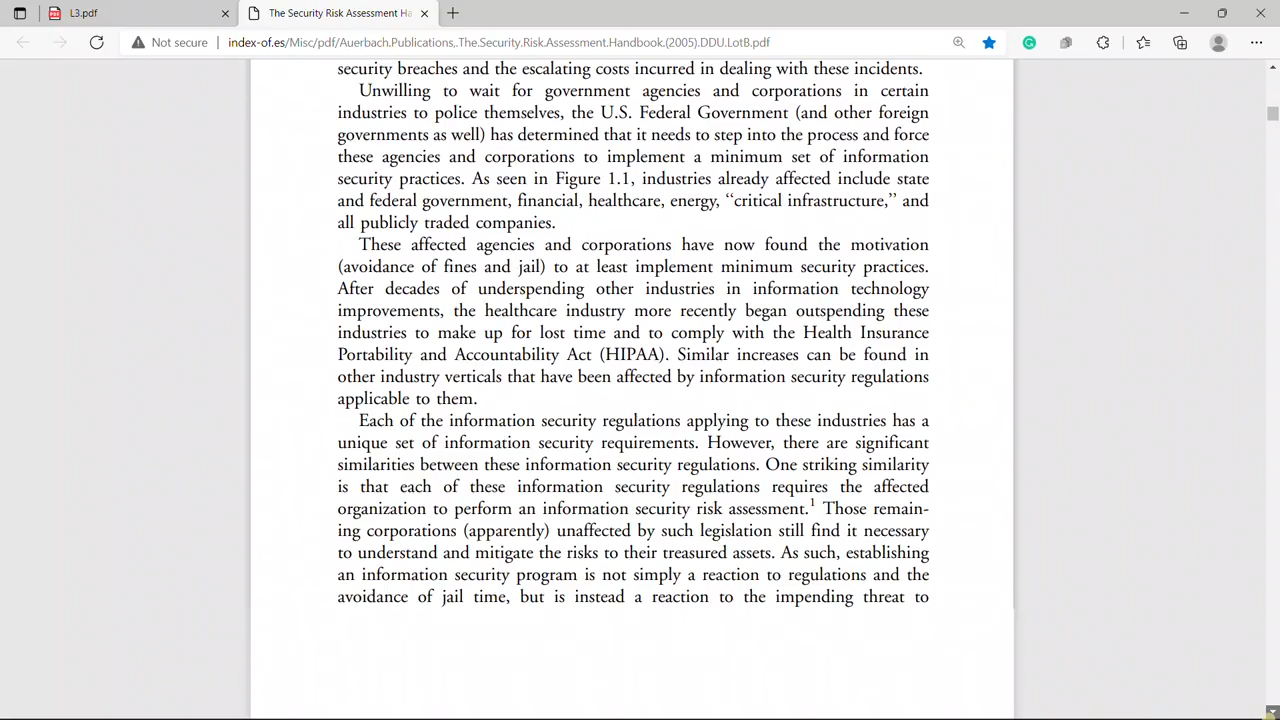 L3.pdf
The Security Risk Assessment Ha
Not secure
index-of.es/Misc/pdf/Auerbach.Publications,.The.Security.Risk.Assessment.Handbook.(2005).DDU.LotB.pdf
security breaches and the escalating costs incurred in dealing with these incidents.
Unwilling to wait for government agencies and corporations in certain
industries to police themselves, the U.S. Federal Government (and other foreign
governments as well) has determined that it needs to step into the process and force
these agencies and corporations to implement a minimum set of information
security practices. As seen in Figure 1.1, industries already affected include state
and federal government, financial, healthcare, energy, ‘‘critical infrastructure,’’ and
all publicly traded companies.
These affected agencies and corporations have now found the motivation
(avoidance of fines and jail) to at least implement minimum security practices.
After decades of underspending other industries in information technology
improvements, the healthcare industry more recently began outspending these
industries to make up for lost time and to comply with the Health Insurance
Portability and Accountability Act (HIPAA). Similar increases can be found in
other industry verticals that have been affected by information security regulations
applicable to them.
Each of the information security regulations applying to these industries has a
unique set of information security requirements. However, there are significant
similarities between these information security regulations. One striking similarity
is that each of these information security regulations requires the affected
organization to perform an information security risk assessment.¹ Those remain-
ing corporations (apparently) unaffected by such legislation still find it necessary
to understand and mitigate the risks to their treasured assets. As such, establishing
an information security program is not simply a reaction to regulations and the
avoidance of jail time, but is instead a reaction to the impending threat to